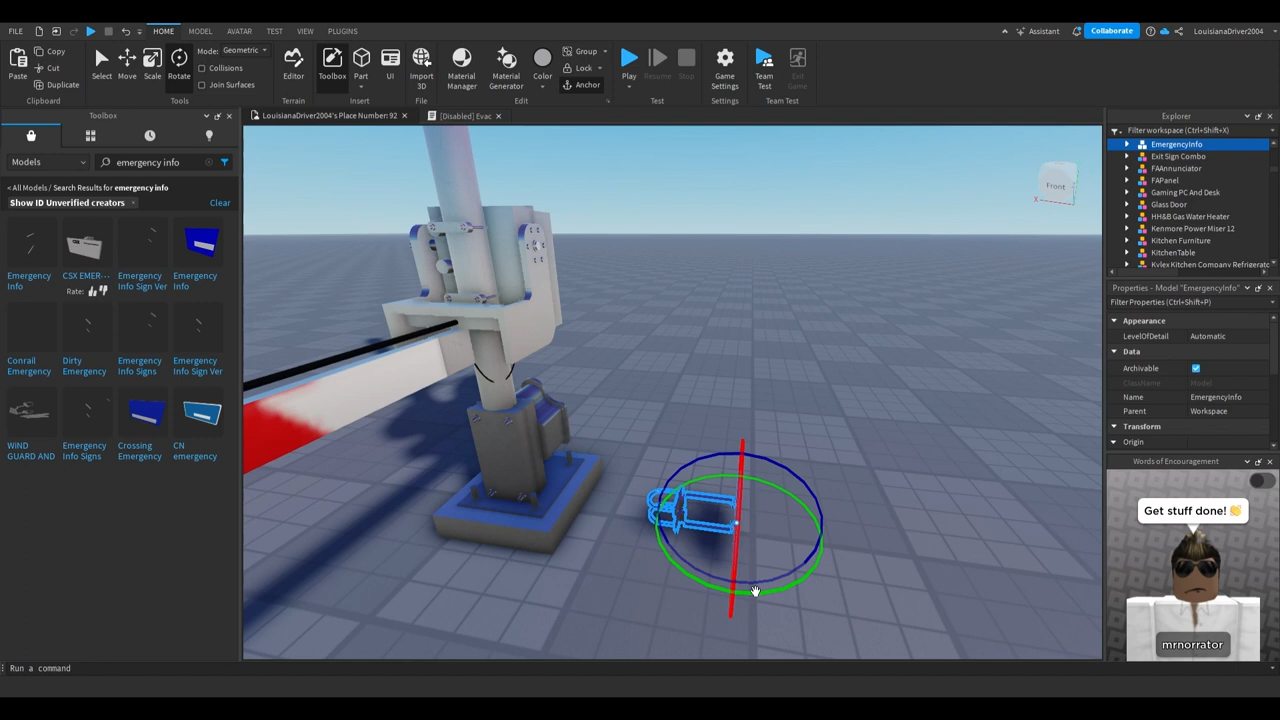 FILE
HOME MODEL AVATAR TEST VIEW PLUGINS
Assistant Collaborate LouisianaDriver2004
Paste Copy Cut Duplicate Clipboard
Select Move Scale Rotate Mode: Geometric Collisions Join Surfaces Tools
Editor Terrain
Toolbox Part UI Insert
Import 3D File
Material Manager Material Generator Color Group Lock Anchor Edit
Play Resume Stop Test
Game Settings Settings
Team Test Exit Game Team Test
Toolbox
LouisianaDriver2004's Place Number: 92 [Disabled] Evac
Models emergency info
< All Models / Search Results for emergency info
Show ID Unverified creators Clear
Emergency Info
CSX EMER---
Rate:
Emergency Info Sign Ver
Emergency Info
Conrail Emergency
Dirty Emergency
Emergency Info Signs
Emergency Info Sign Ver
WIND GUARD AND
Emergency Info Signs
Crossing Emergency
CN emergency
Front
X
Explorer
Filter workspace (Ctrl+Shift+X)
EmergencyInfo
Exit Sign Combo
FAAnnunciator
FAPanel
Gaming PC And Desk
Glass Door
HH&B Gas Water Heater
Kenmore Power Miser 12
Kitchen Furniture
KitchenTable
Kylex Kitchen Company Refrigerato
Properties - Model "EmergencyInfo"
Filter Properties (Ctrl+Shift+P)
Appearance
LevelOfDetail Automatic
Data
Archivable
ClassName Model
Name EmergencyInfo
Parent Workspace
Transform
Origin
Words of Encouragement
Get stuff done! 👏
mrnorrator
Run a command